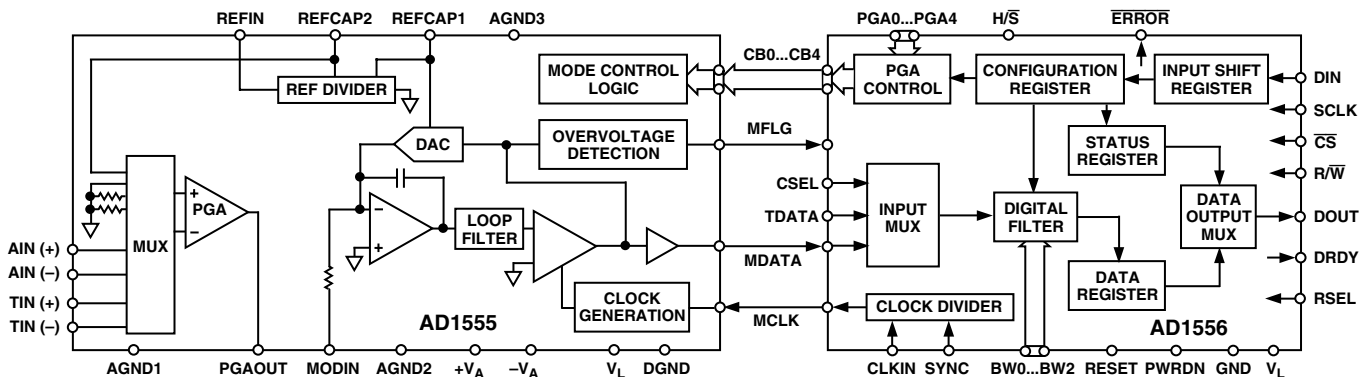 REFIN REFCAP2 REFCAP1 AGND3
REF DIVIDER
MODE CONTROL
LOGIC
DAC
OVERVOLTAGE
DETECTION
MUX
+
PGA
–
AIN (+)
AIN (–)
TIN (+)
TIN (–)
–
+
LOOP
FILTER
CLOCK
GENERATION
AD1555
AGND1 PGAOUT MODIN AGND2 +VA –VA VL DGND
CB0...CB4
MFLG
CSEL
TDATA
MDATA
MCLK
PGA0...PGA4 H/S̅ E̅R̅R̅O̅R̅
PGA
CONTROL
CONFIGURATION
REGISTER
INPUT SHIFT
REGISTER
STATUS
REGISTER
INPUT
MUX
DIGITAL
FILTER
DATA
OUTPUT
MUX
DATA
REGISTER
CLOCK DIVIDER
AD1556
DIN
SCLK
C̅S̅
R/W̅
DOUT
DRDY
RSEL
CLKIN SYNC BW0...BW2 RESET PWRDN GND VL